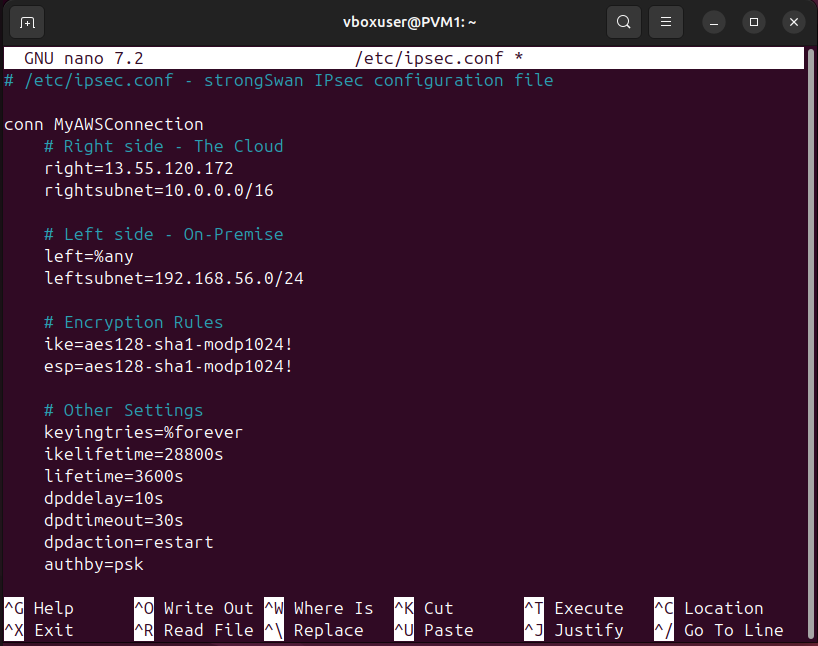 vboxuser@PVM1: ~
GNU nano 7.2 /etc/ipsec.conf *
# /etc/ipsec.conf - strongSwan IPsec configuration file

conn MyAWSConnection
    # Right side - The Cloud
    right=13.55.120.172
    rightsubnet=10.0.0.0/16

    # Left side - On-Premise
    left=%any
    leftsubnet=192.168.56.0/24

    # Encryption Rules
    ike=aes128-sha1-modp1024!
    esp=aes128-sha1-modp1024!

    # Other Settings
    keyingtries=%forever
    ikelifetime=28800s
    lifetime=3600s
    dpddelay=10s
    dpdtimeout=30s
    dpdaction=restart
    authby=psk

^G Help ^O Write Out ^W Where Is ^K Cut ^T Execute ^C Location
^X Exit ^R Read File ^\ Replace ^U Paste ^J Justify ^/ Go To Line